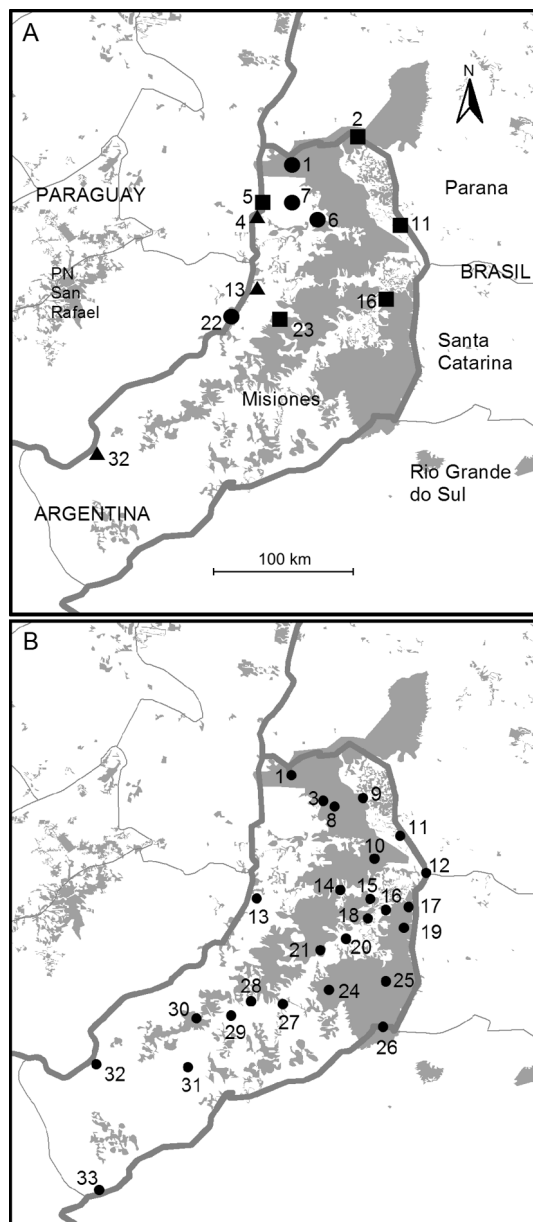 A
N
2
1
PARAGUAY
Parana
5
7
4
6
11
BRASIL
PN
San
Rafael
13
16
22
23
Santa
Catarina
Misiones
32
Rio Grande
do Sul
ARGENTINA
100 km
B
1
3
9
8
11
10
12
14
15
13
16
17
18
19
20
21
25
24
28
30
27
29
26
32
31
33